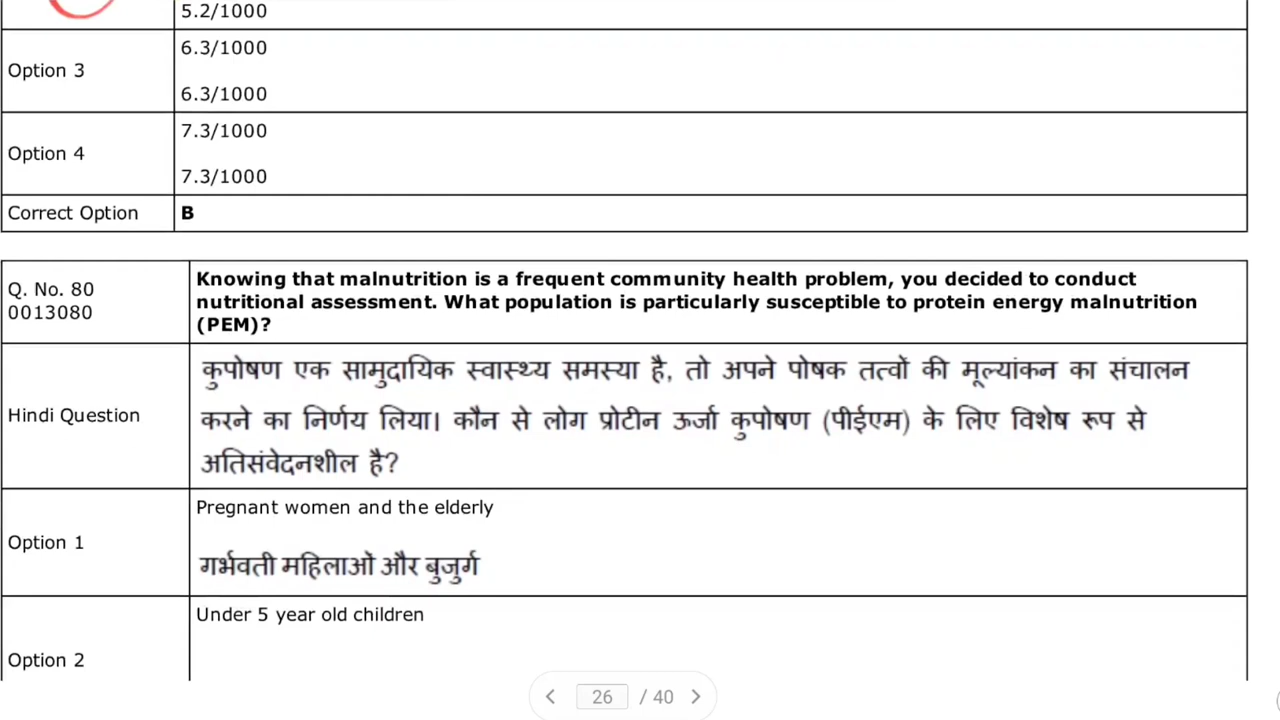 5.2/1000
Option 3
6.3/1000
6.3/1000
Option 4
7.3/1000
7.3/1000
Correct Option
B
Q. No. 80
0013080
Knowing that malnutrition is a frequent community health problem, you decided to conduct
nutritional assessment. What population is particularly susceptible to protein energy malnutrition
(PEM)?
Hindi Question
कुपोषण एक सामुदायिक स्वास्थ्य समस्या है, तो अपने पोषक तत्वों की मूल्यांकन का संचालन
करने का निर्णय लिया। कौन से लोग प्रोटीन ऊर्जा कुपोषण (पीईएम) के लिए विशेष रूप से
अतिसंवेदनशील है?
Option 1
Pregnant women and the elderly
गर्भवती महिलाओं और बुजुर्ग
Option 2
Under 5 year old children
26 / 40